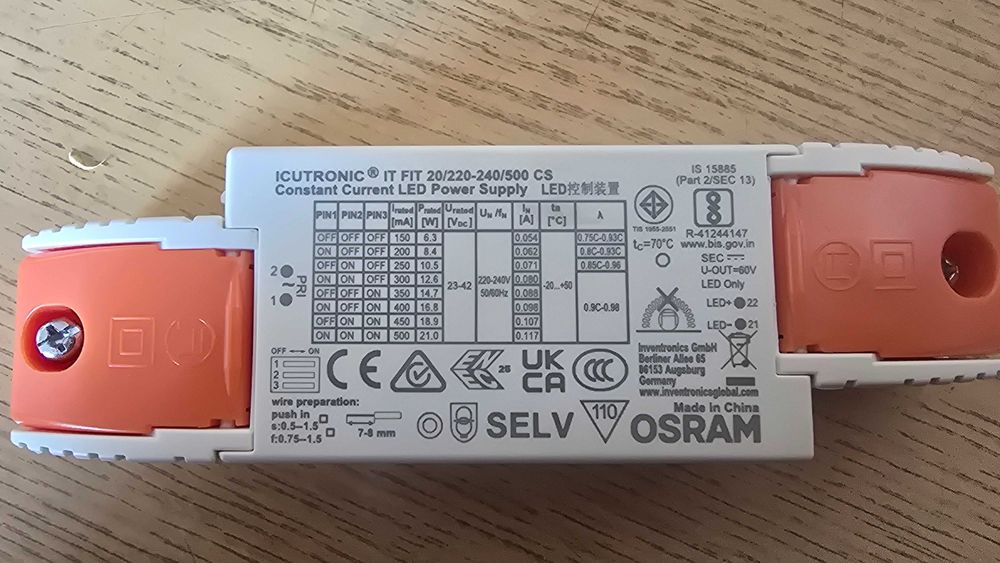 ICUTRONIC® IT FIT 20/220-240/500 CS
Constant Current LED Power Supply LED控制装置
PIN1 PIN2 PIN3 Irated [mA] Prated [W] Urated [VDC] UN /fN IN [A] ta [°C] λ
OFF OFF OFF 150 6.3 0.054 0.75C-0.93C
ON OFF OFF 200 8.4 0.062 0.8C-0.93C
OFF ON OFF 250 10.5 0.071 0.85C-0.96
ON ON OFF 300 12.6 23-42 220-240V 50/60Hz 0.080 -20...+50 0.9C-0.98
OFF OFF ON 350 14.7 0.088
ON OFF ON 400 16.8 0.098
OFF ON ON 450 18.9 0.107
ON ON ON 500 21.0 0.117
2
~
1
PRI
OFF ON
1
2
3
wire preparation:
push in
s:0.5–1.5
f:0.75–1.5
7-8 mm
CE
ENEC 25
UK
CA
CCC
SELV
110
IS 15885
(Part 2/SEC 13)
TIS 1955-2551
R-41244147
www.bis.gov.in
tc=70°C
SEC
U-OUT=60V
LED Only
LED+ 22
LED– 21
Inventronics GmbH
Berliner Allee 65
86153 Augsburg
Germany
www.inventronicsglobal.com
Made in China
OSRAM